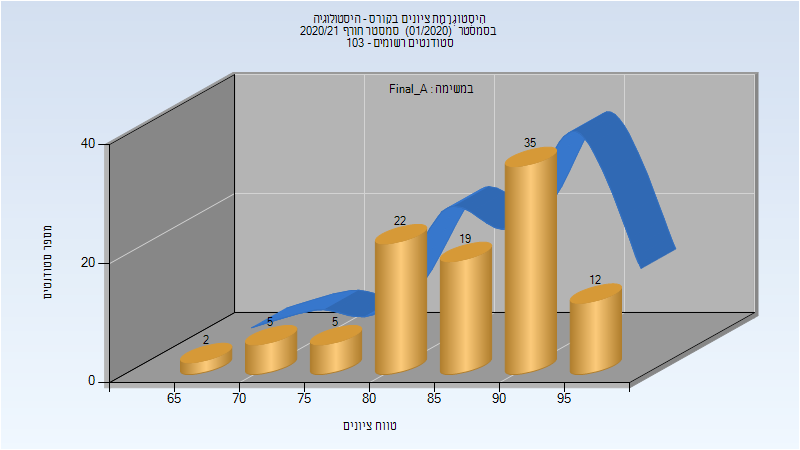 היסטוגרמת ציונים בקורס - היסטולוגיה
בסמסטר (01/2020) סמסטר חורף 2020/21
סטודנטים רשומים - 103
במשימה : Final_A
40
20
0
2
5
5
22
19
35
12
65
70
75
80
85
90
95
מספר סטודנטים
טווח ציונים